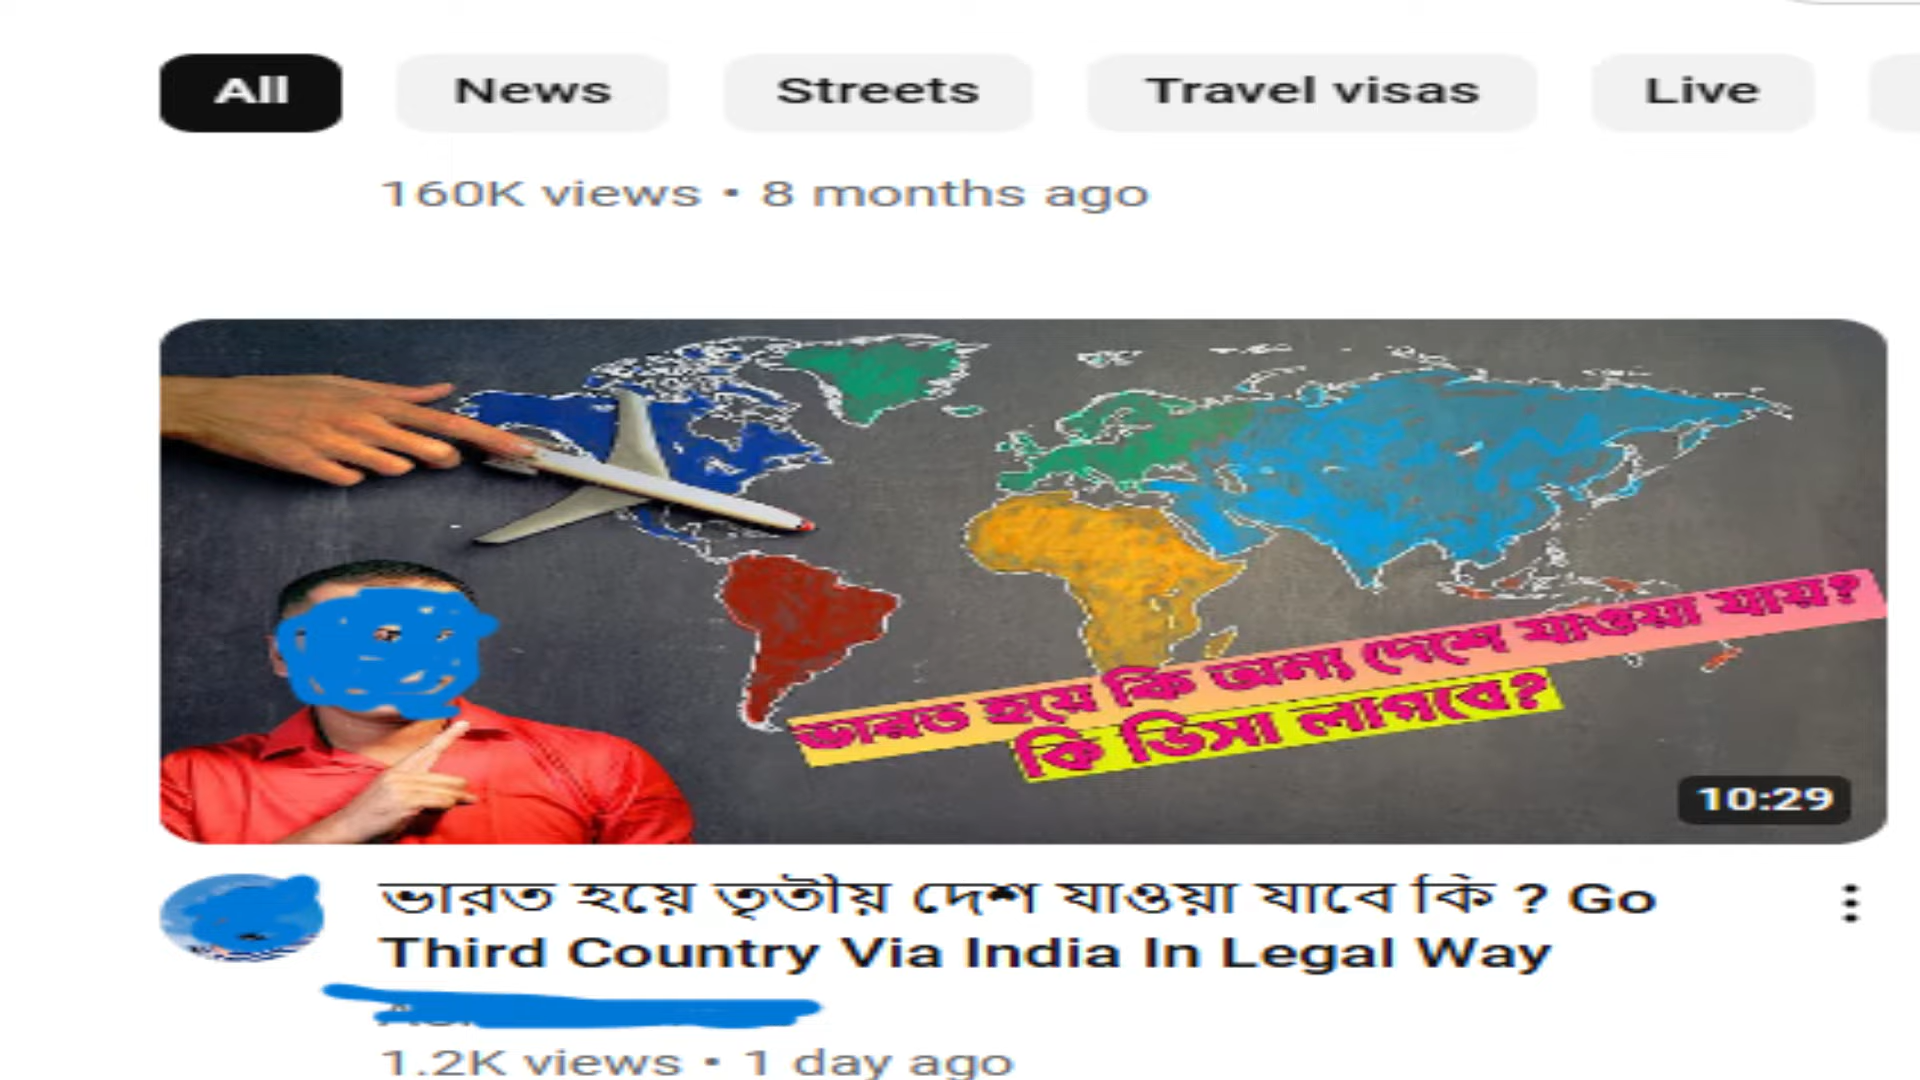 All News Streets Travel visas Live
160K views • 8 months ago
ভারত হয়ে কি অন্য দেশে যাওয়া যায়?
কি ভিসা লাগবে?
10:29
ভারত হয়ে তৃতীয় দেশ যাওয়া যাবে কি ? Go
Third Country Via India In Legal Way
1.2K views • 1 day ago